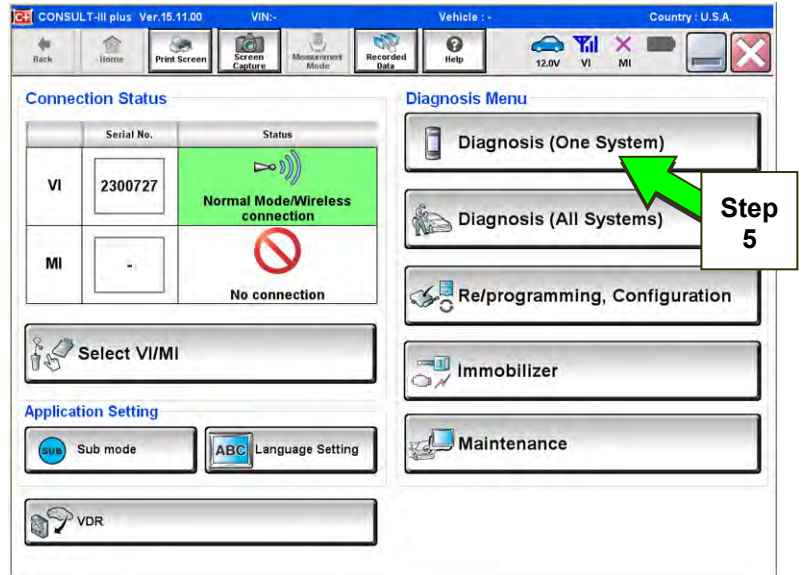 C+ CONSULT-III plus Ver.15.11.00 VIN:- Vehicle : - Country : U.S.A.
Back
Home
Print Screen
Screen Capture
Measurement Mode
Recorded Data
Help
12.0V
VI
MI
Connection Status
Serial No. Status
VI
2300727
Normal Mode/Wireless
connection
MI
-
No connection
Select VI/MI
Application Setting
SUB Sub mode
ABC Language Setting
VDR
Diagnosis Menu
Diagnosis (One System)
Step
5
Diagnosis (All Systems)
Re/programming, Configuration
Immobilizer
Maintenance